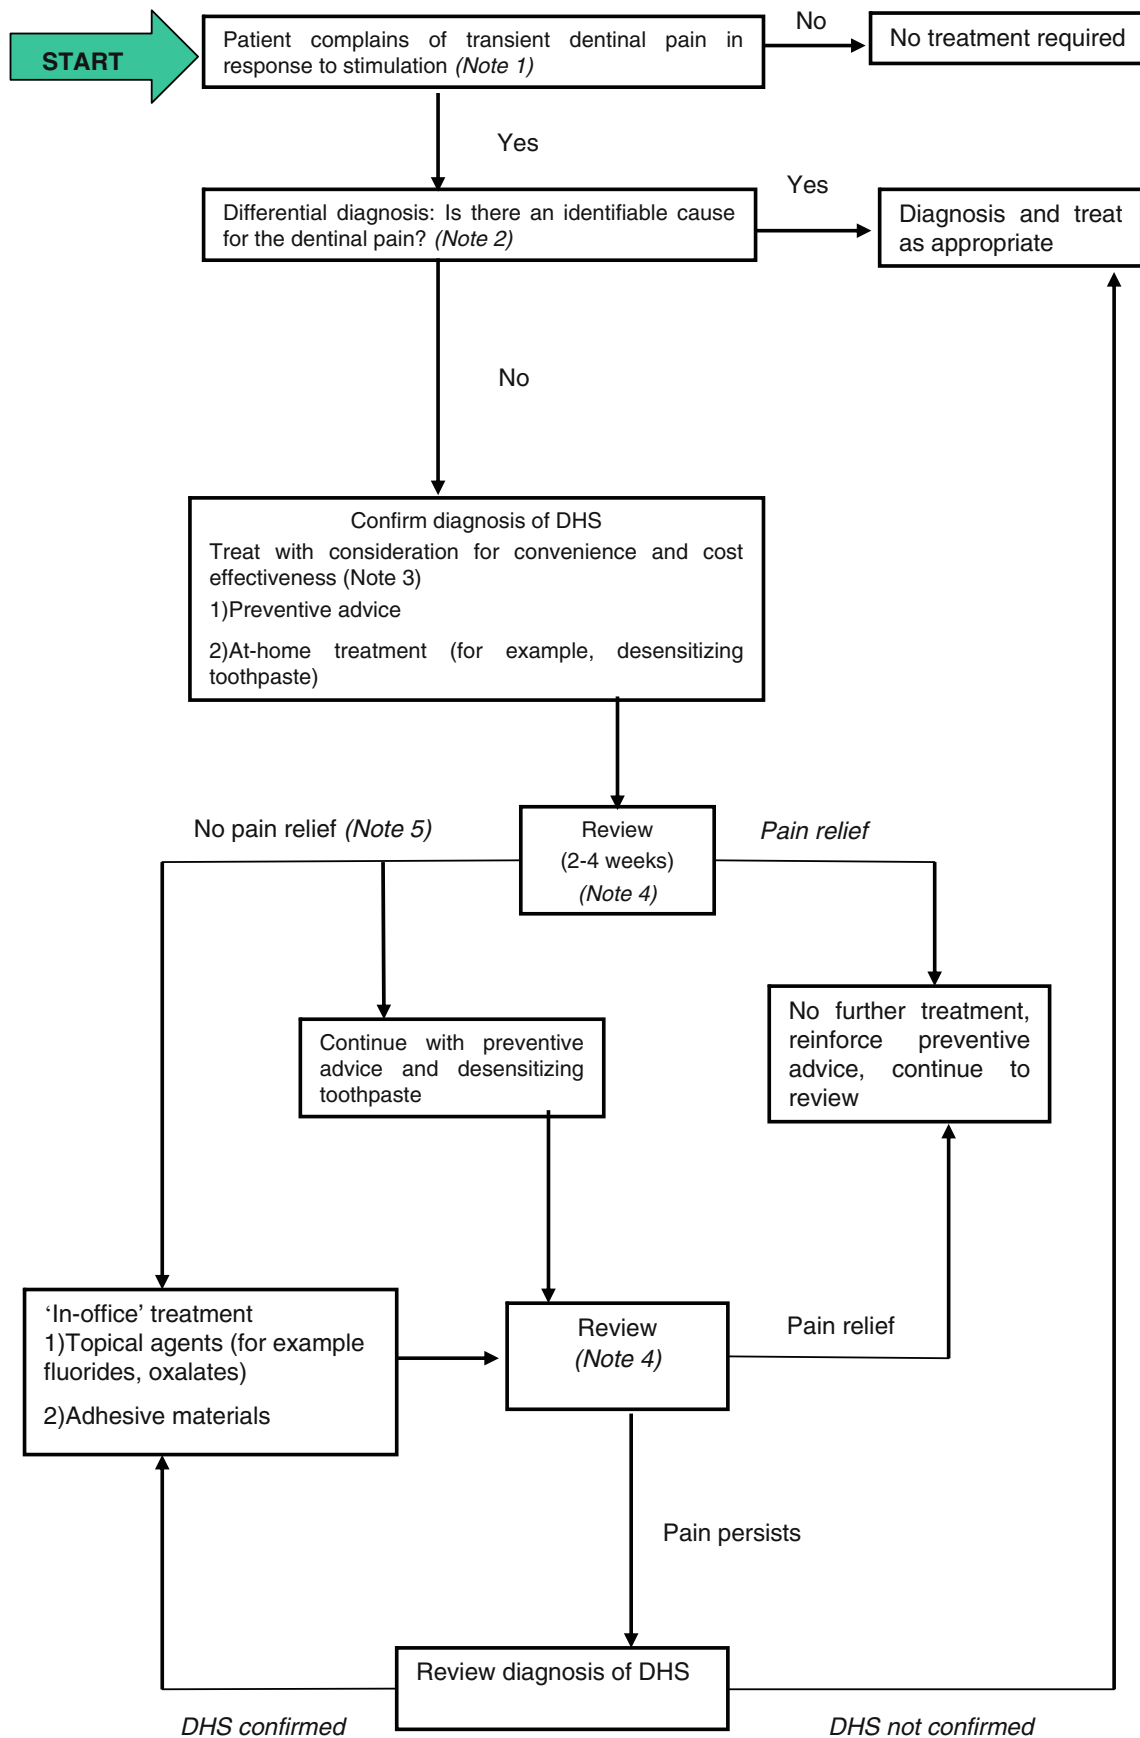 START
Patient complains of transient dentinal pain in
response to stimulation (Note 1)
No
No treatment required
Yes
Differential diagnosis: Is there an identifiable cause
for the dentinal pain? (Note 2)
Yes
Diagnosis and treat
as appropriate
No
Confirm diagnosis of DHS
Treat with consideration for convenience and cost
effectiveness (Note 3)
1)Preventive advice
2)At-home treatment (for example, desensitizing
toothpaste)
No pain relief (Note 5)
Review
(2-4 weeks)
(Note 4)
Pain relief
Continue with preventive
advice and desensitizing
toothpaste
No further treatment,
reinforce preventive
advice, continue to
review
‘In-office’ treatment
1)Topical agents (for example
fluorides, oxalates)
2)Adhesive materials
Review
(Note 4)
Pain relief
Pain persists
Review diagnosis of DHS
DHS confirmed
DHS not confirmed